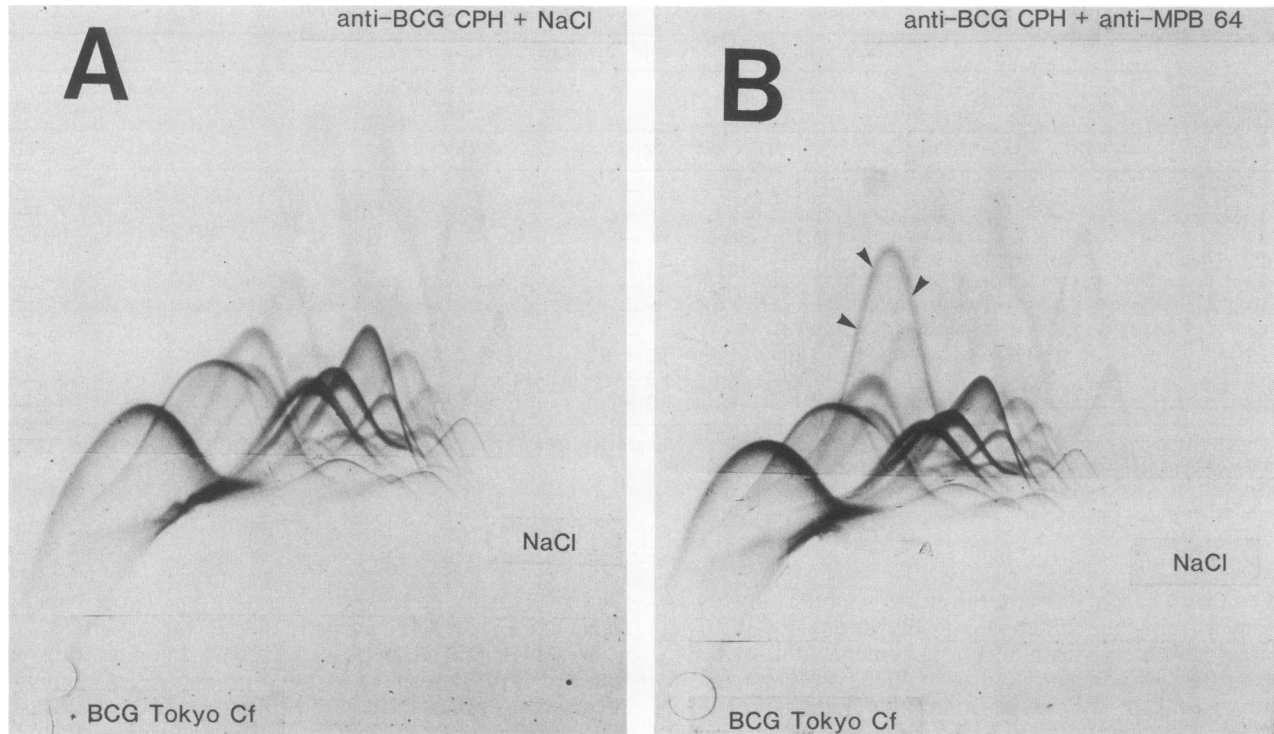 anti-BCG CPH + NaCl
A
NaCl
BCG Tokyo Cf
anti-BCG CPH + anti-MPB 64
B
NaCl
BCG Tokyo Cf